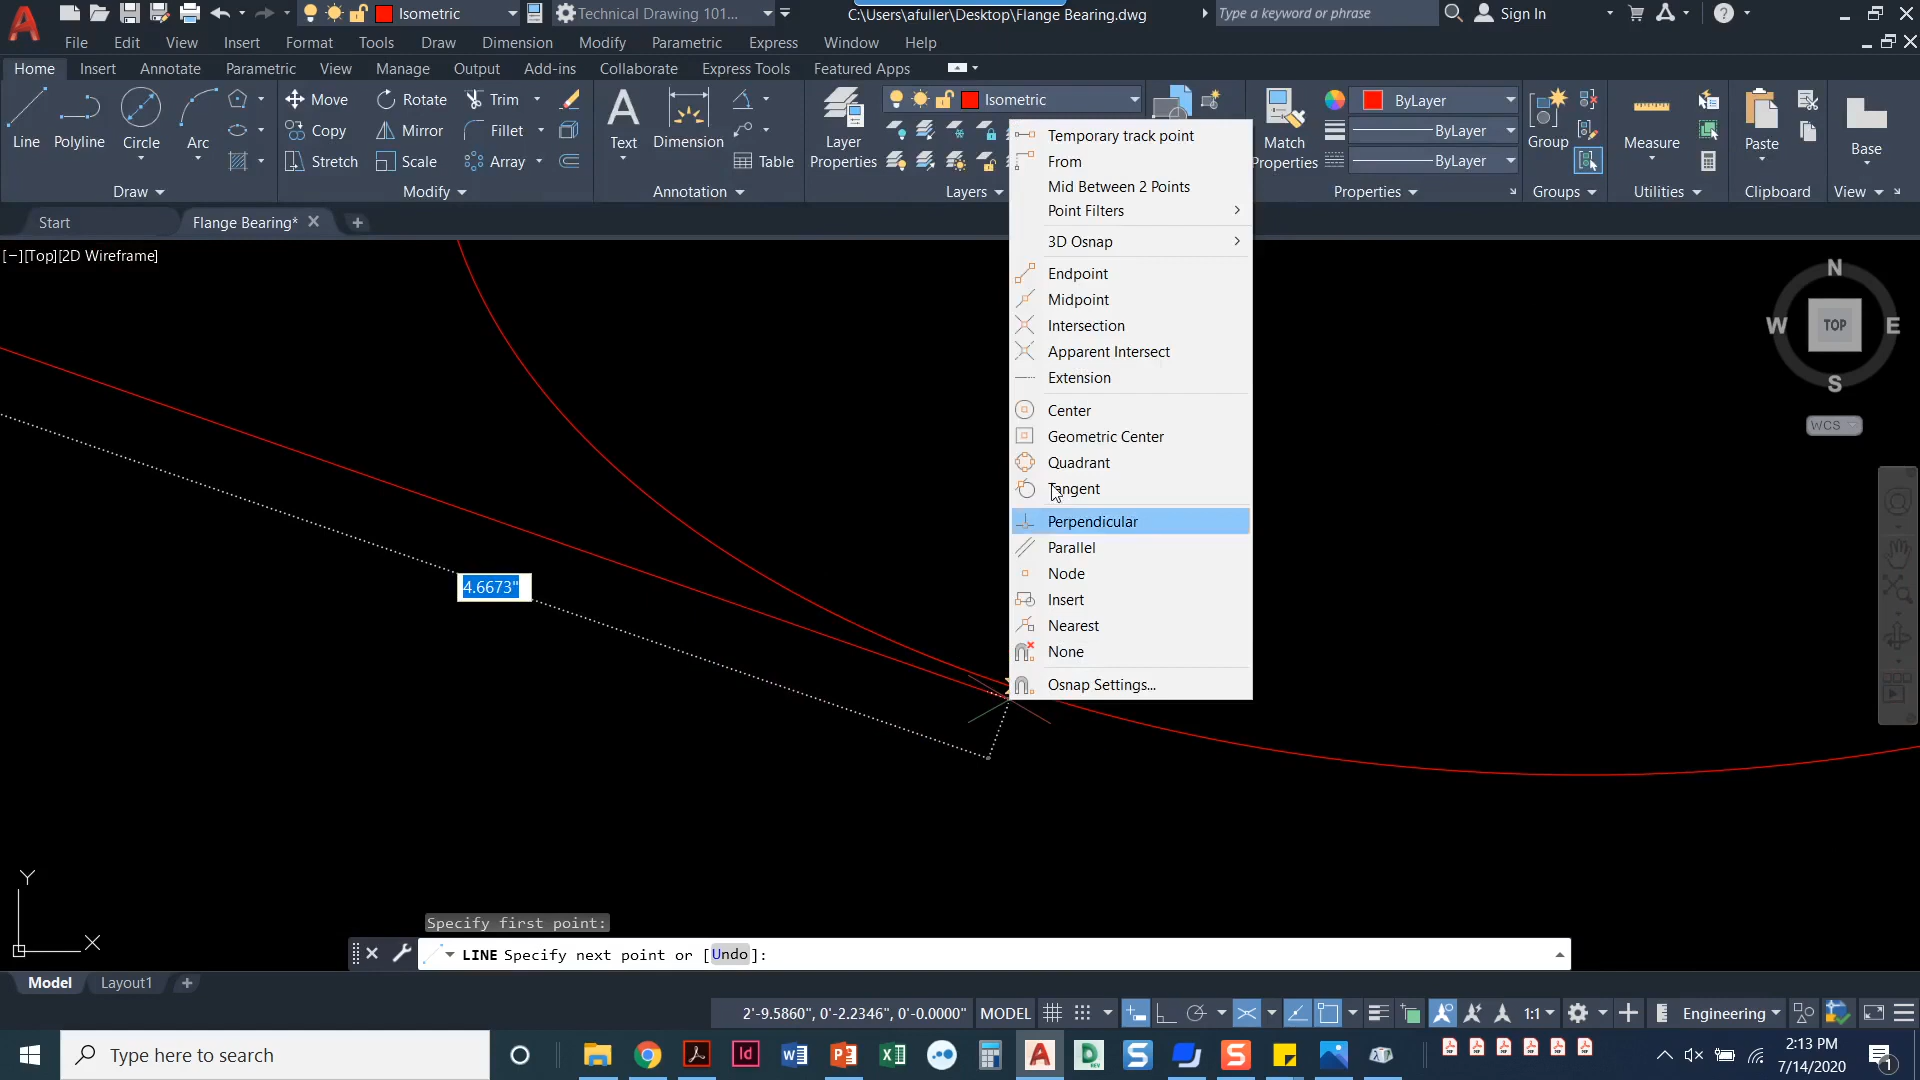 Isometric
Technical Drawing 101...
C:\Users\afuller\Desktop\Flange Bearing.dwg
Type a keyword or phrase
Sign In
File Edit View Insert Format Tools Draw Dimension Modify Parametric Express Window Help
Home Insert Annotate Parametric View Manage Output Add-ins Collaborate Express Tools Featured Apps
Line
Polyline
Circle
Arc
Draw
Move
Rotate
Trim
Copy
Mirror
Fillet
Stretch
Scale
Array
Modify
Text
Dimension
Table
Annotation
Layer
Properties
Isometric
Layers
Match
Properties
ByLayer
ByLayer
ByLayer
Properties
Group
Groups
Measure
Utilities
Paste
Clipboard
Base
View
Start
Flange Bearing*
[−][Top][2D Wireframe]
Temporary track point
From
Mid Between 2 Points
Point Filters
3D Osnap
Endpoint
Midpoint
Intersection
Apparent Intersect
Extension
Center
Geometric Center
Quadrant
Tangent
Perpendicular
Parallel
Node
Insert
Nearest
None
Osnap Settings...
N
W
TOP
E
S
WCS
4.6673"
Y
X
Specify first point:
LINE Specify next point or [Undo]:
Model
Layout1
2'-9.5860", 0'-2.2346", 0'-0.0000"
MODEL
1:1
Engineering
Type here to search
2:13 PM
7/14/2020
1